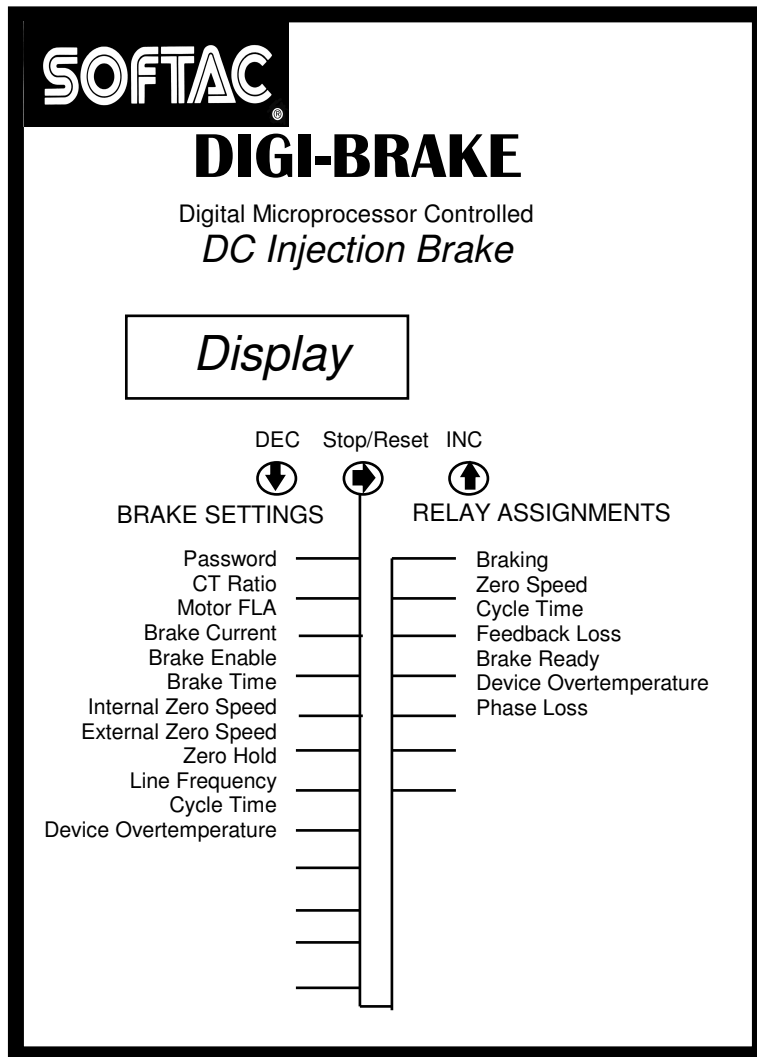 SOFTAC
®
DIGI-BRAKE
Digital Microprocessor Controlled
DC Injection Brake
Display
DEC Stop/Reset INC
BRAKE SETTINGS
Password
CT Ratio
Motor FLA
Brake Current
Brake Enable
Brake Time
Internal Zero Speed
External Zero Speed
Zero Hold
Line Frequency
Cycle Time
Device Overtemperature
RELAY ASSIGNMENTS
Braking
Zero Speed
Cycle Time
Feedback Loss
Brake Ready
Device Overtemperature
Phase Loss